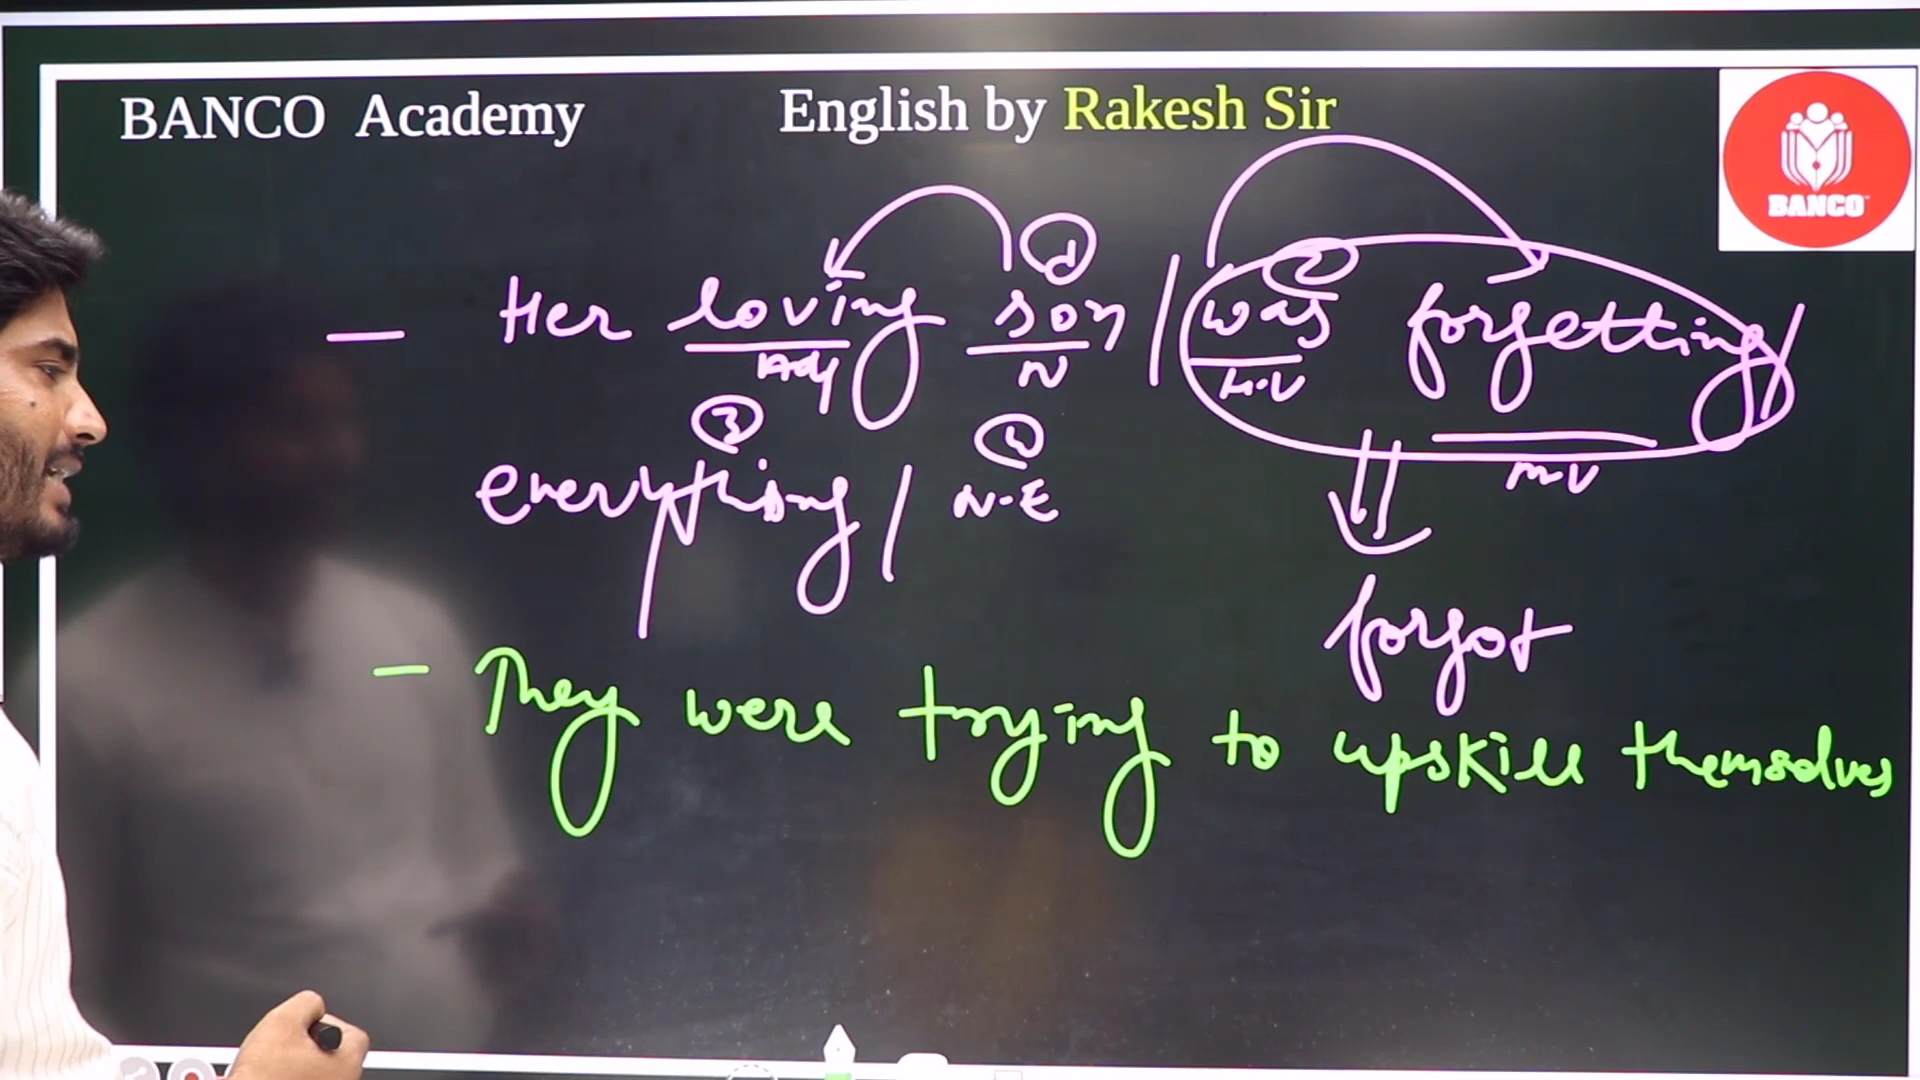 BANCO Academy English by Rakesh Sir
BANCO
1 2
– Her loving son / was forgetting /
Adj N H.V M.V
3 4
everything / N-E
forgot
– They were trying to upskill themselves